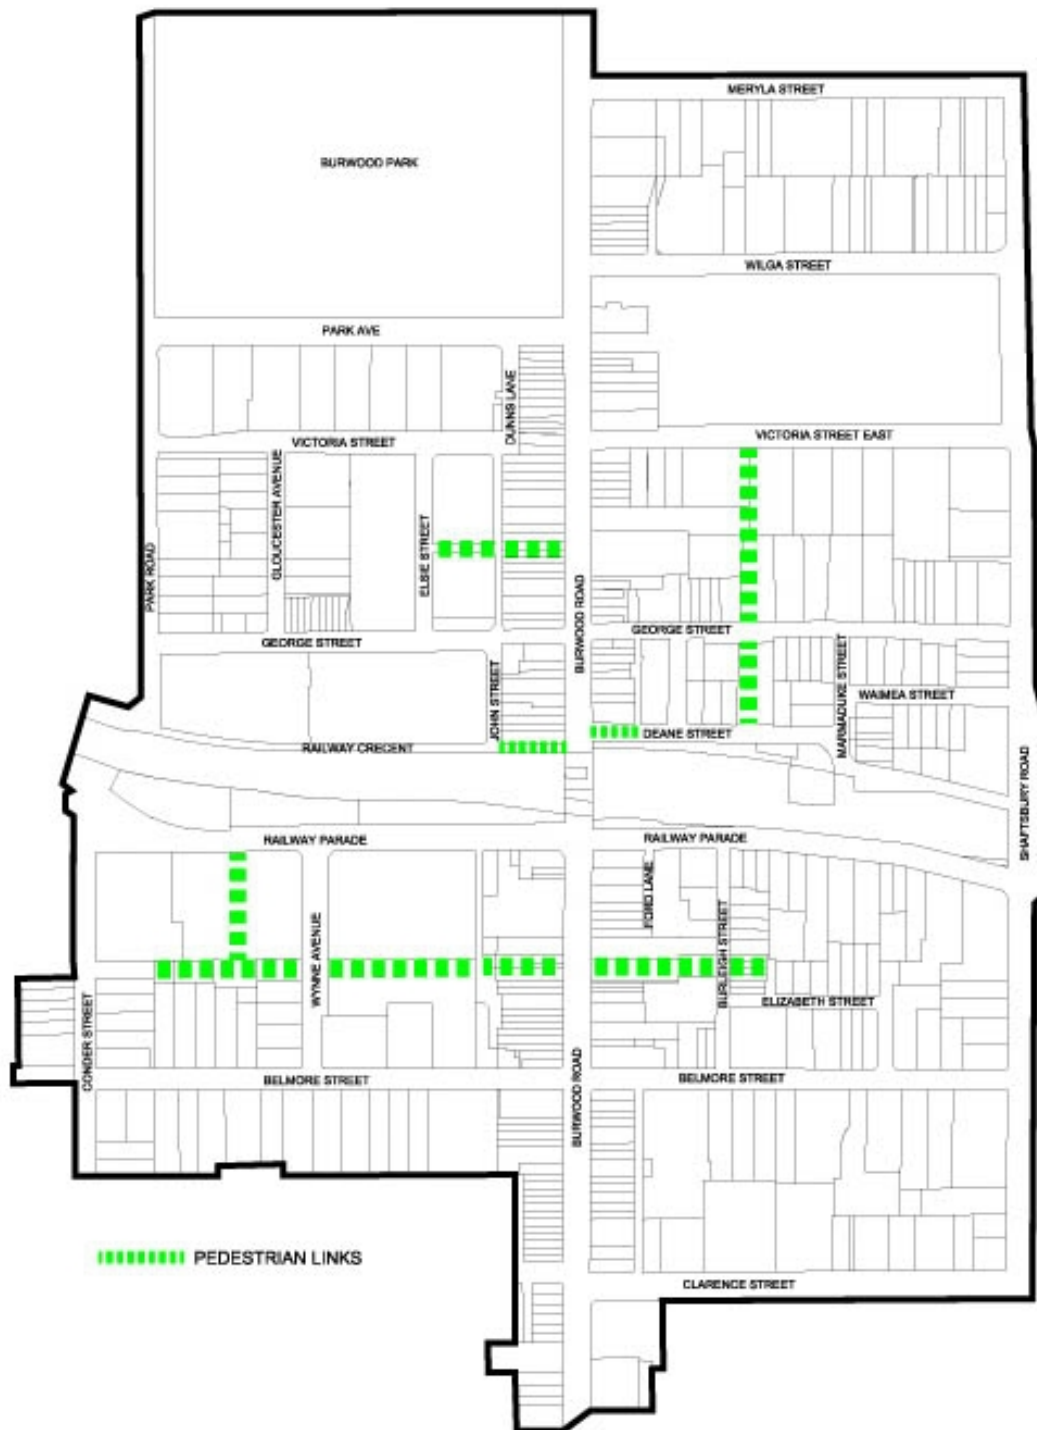 MERYLA STREET
BURWOOD PARK
WILGA STREET
PARK AVE
DUNNS LANE
VICTORIA STREET
VICTORIA STREET EAST
GLOUCESTER AVENUE
ELSIE STREET
PARK ROAD
BURWOOD ROAD
GEORGE STREET
GEORGE STREET
MARMADUKE STREET
WAIMEA STREET
JOHN STREET
DEANE STREET
RAILWAY CRECENT
SHAFTSBURY ROAD
RAILWAY PARADE
RAILWAY PARADE
FORD LANE
BURLEIGH STREET
WYNNE AVENUE
ELIZABETH STREET
CONDER STREET
BELMORE STREET
BELMORE STREET
BURWOOD ROAD
PEDESTRIAN LINKS
CLARENCE STREET